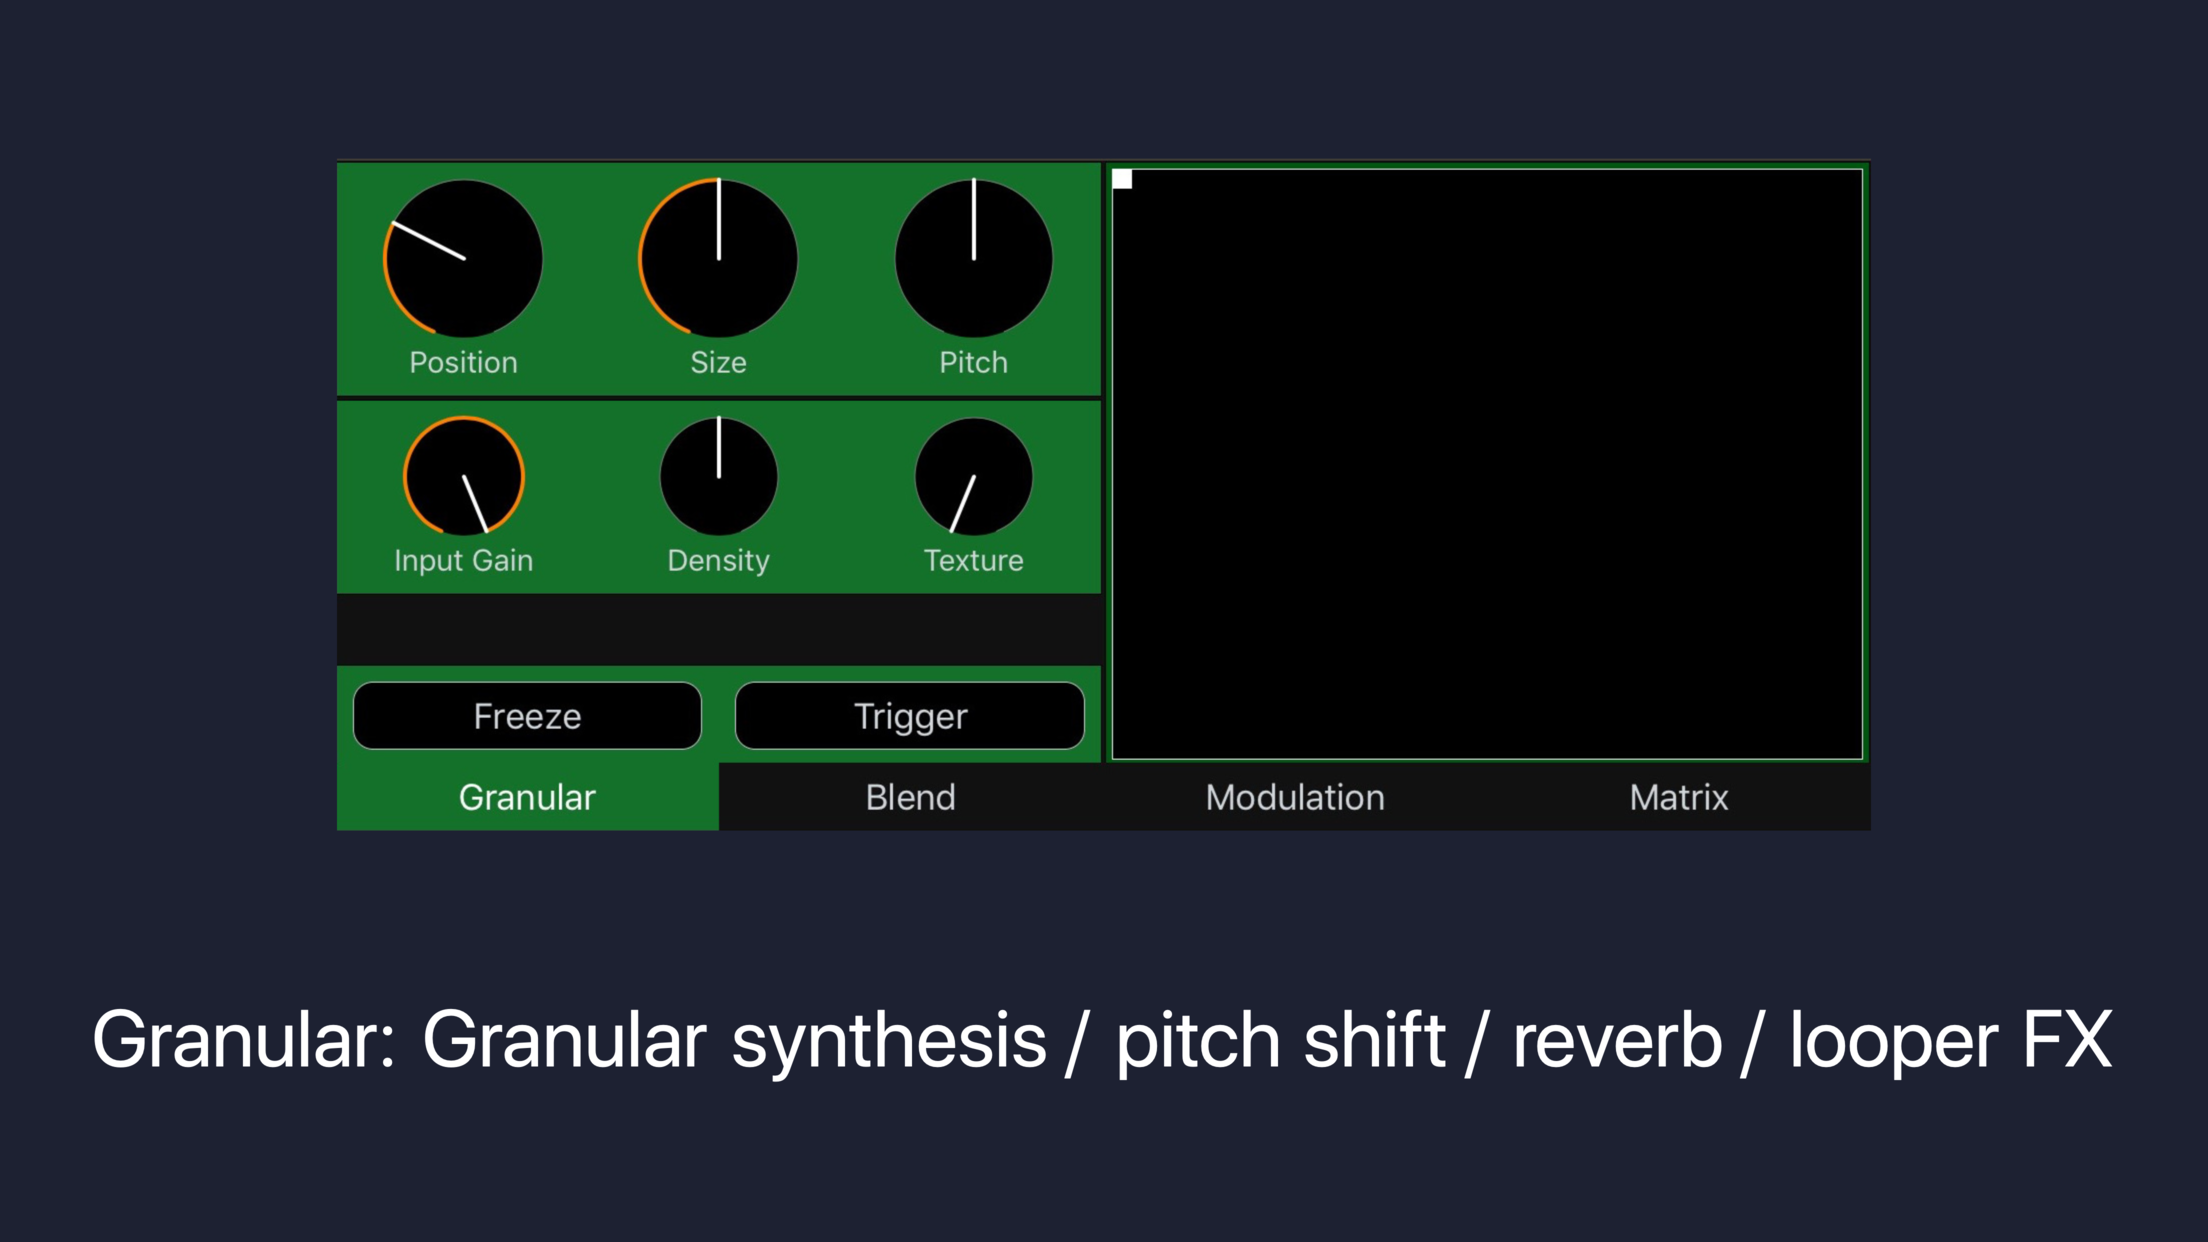 Position Size Pitch
Input Gain Density Texture
Freeze Trigger
Granular Blend Modulation Matrix
Granular: Granular synthesis / pitch shift / reverb / looper FX